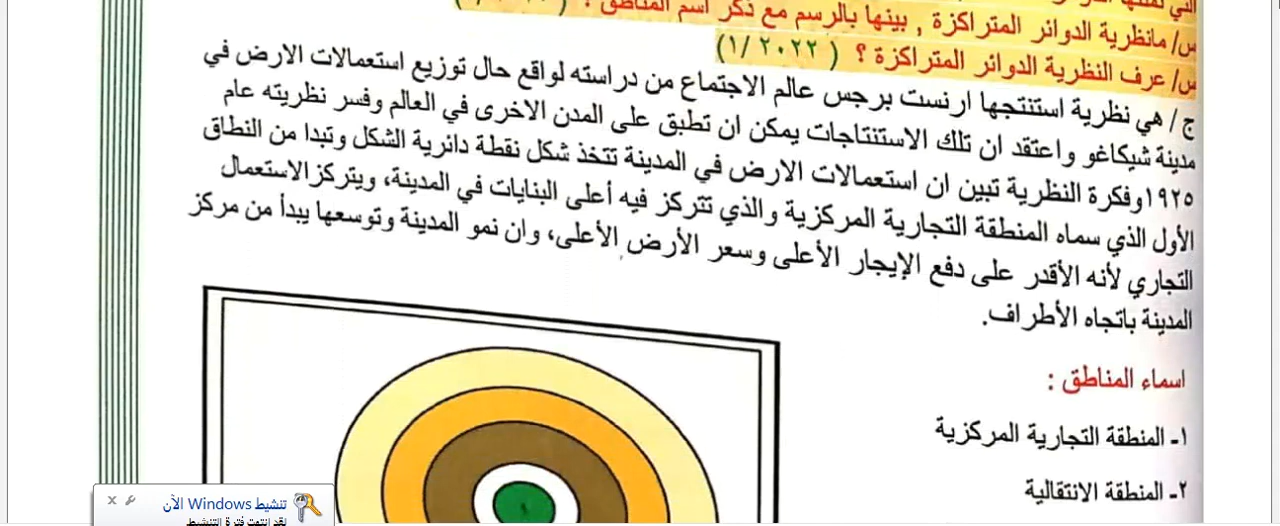 س/ مانظرية الدوائر المتراكزة , بينها بالرسم مع ذكر اسم المناطق ؟
س/ عرف النظرية الدوائر المتراكزة ؟ ( ٢٠٢٢ /١)
ج / هي نظرية استنتجها ارنست برجس عالم الاجتماع من دراسته لواقع حال توزيع استعمالات الارض في
مدينة شيكاغو واعتقد ان تلك الاستنتاجات يمكن ان تطبق على المدن الاخرى في العالم وفسر نظريته عام
١٩٢٥وفكرة النظرية تبين ان استعمالات الارض في المدينة تتخذ شكل نقطة دائرية الشكل وتبدا من النطاق
الأول الذي سماه المنطقة التجارية المركزية والذي تتركز فيه أعلى البنايات في المدينة، ويتركزالاستعمال
التجاري لأنه الأقدر على دفع الإيجار الأعلى وسعر الأرض الأعلى، وان نمو المدينة وتوسعها يبدأ من مركز
المدينة باتجاه الأطراف.
اسماء المناطق :
١- المنطقة التجارية المركزية
٢- المنطقة الانتقالية
١
تنشيط Windows الآن
لقد انتهت فترة التنشيط